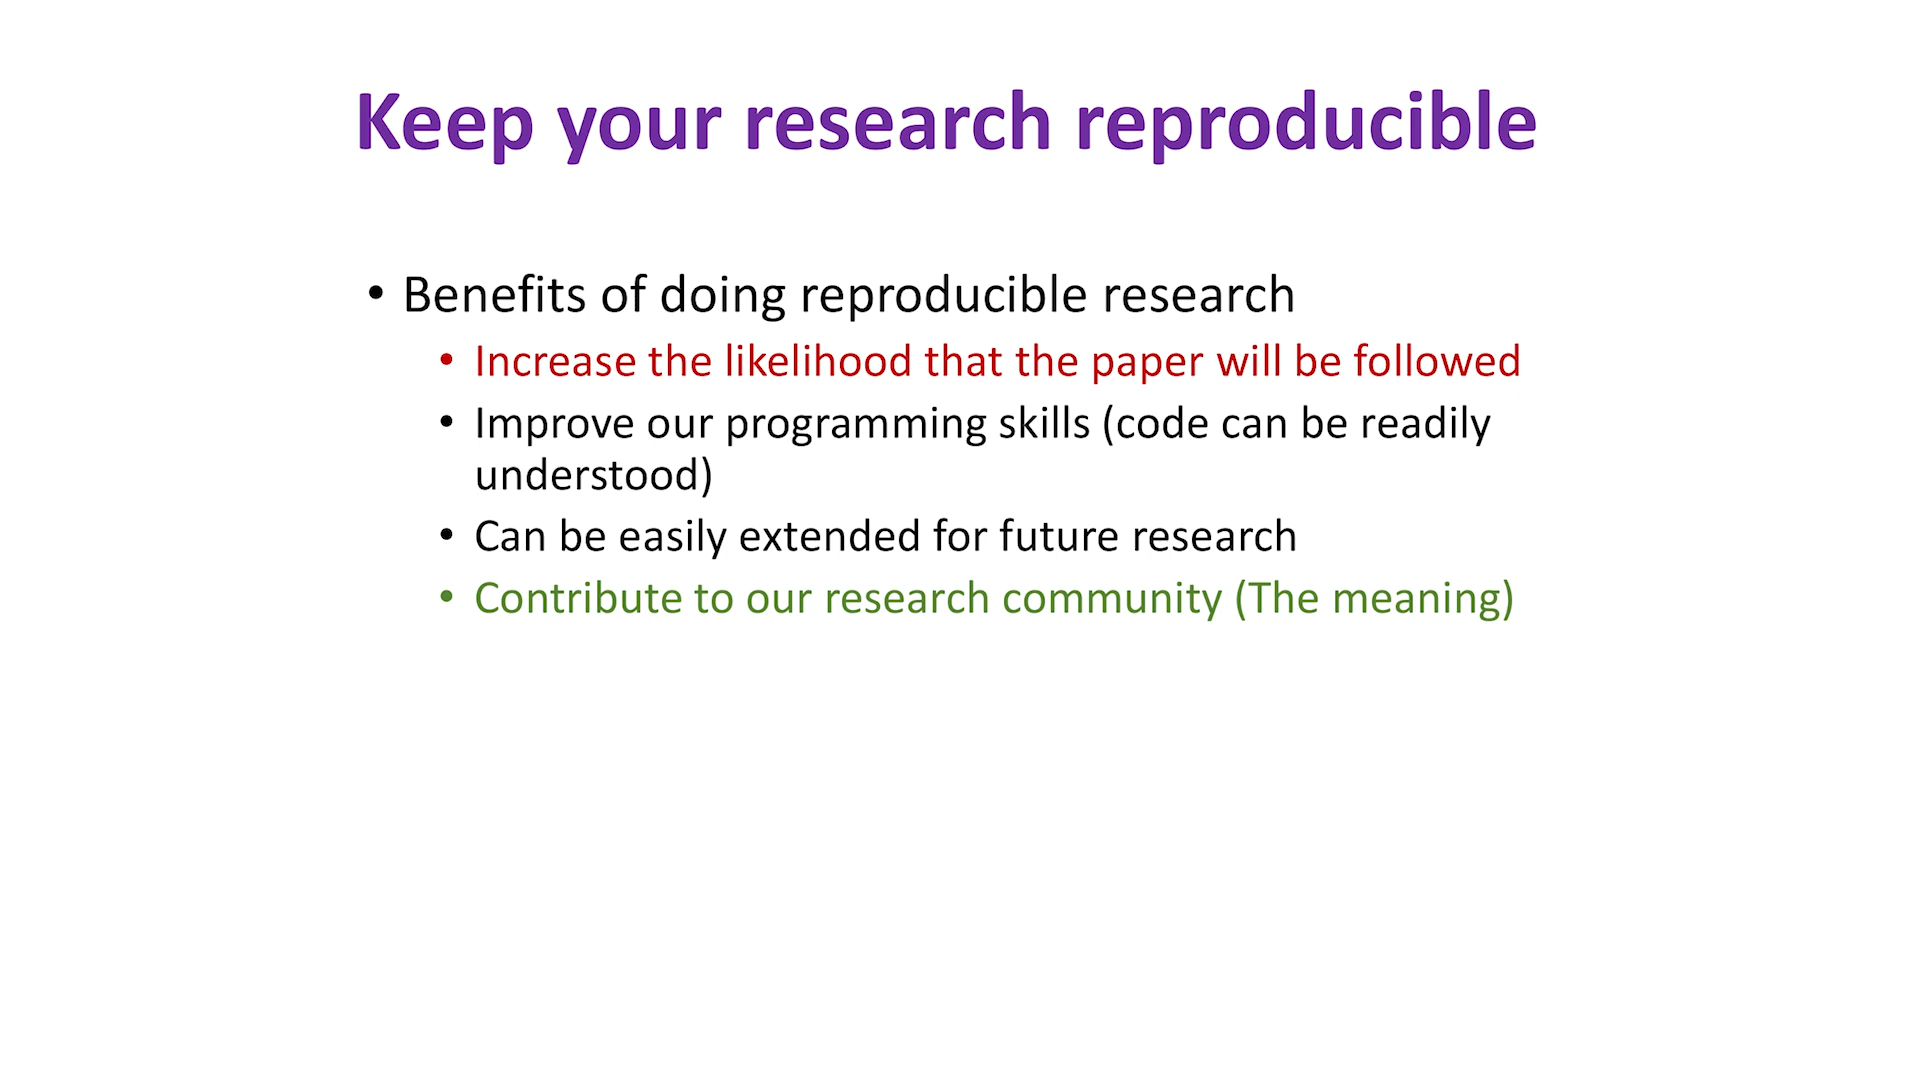 Keep your research reproducible
• Benefits of doing reproducible research
• Increase the likelihood that the paper will be followed
• Improve our programming skills (code can be readily
understood)
• Can be easily extended for future research
• Contribute to our research community (The meaning)